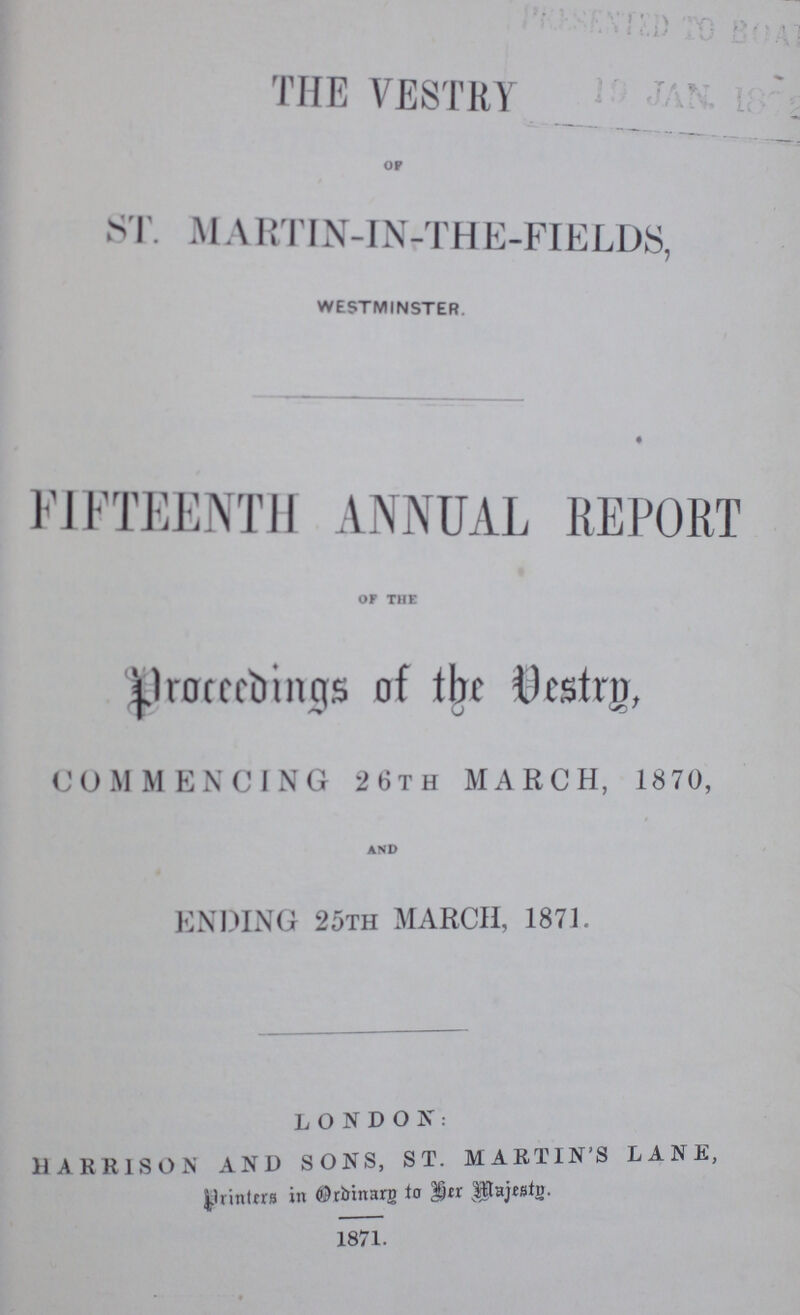 PRESENTED TO BOA
19 JAN. 187
THE VESTRY
OF
ST. MARTIN-IN-THE-FIELDS,
WESTMINSTER.
FIFTEENTH ANNUAL REPORT
OF THE
Proceedings of the Vestry,
COMMENCING 26TH MARCH, 1870,
AND
ENDING 25TH MARCH, 1871.
LONDON:
HARRISON AND SONS, ST. MARTIN'S LANE,
Printers in Ordinary to Her Majesty.
1871.